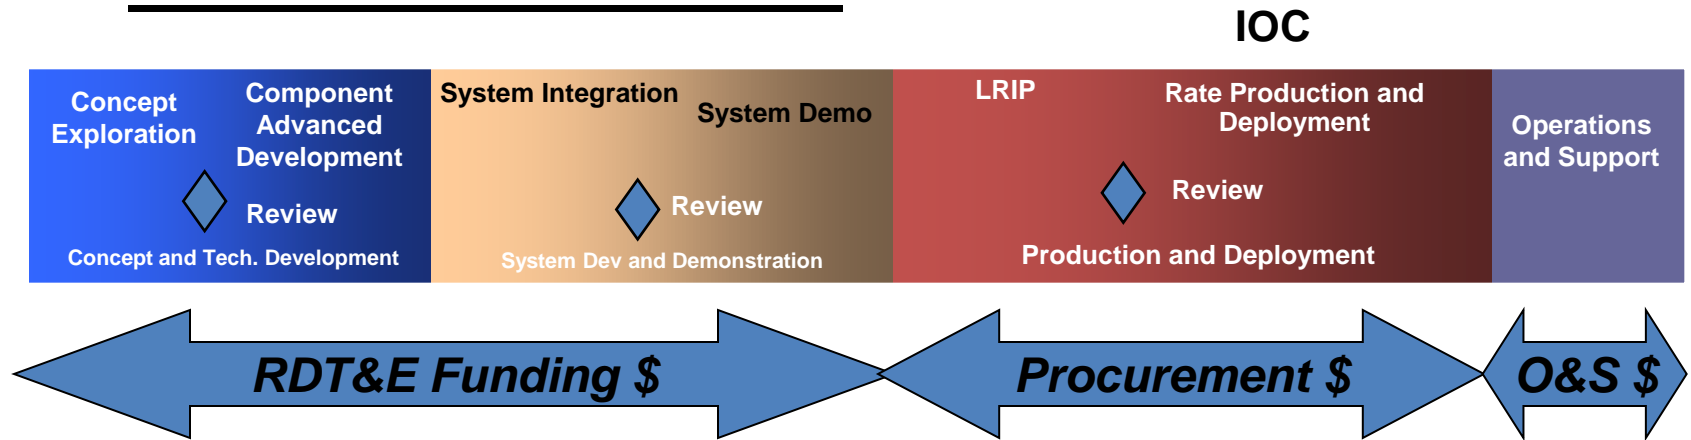 IOC
Concept
Exploration
Component
Advanced
Development
Review
Concept and Tech. Development
System Integration
System Demo
Review
System Dev and Demonstration
LRIP
Rate Production and
Deployment
Review
Production and Deployment
Operations
and Support
RDT&E Funding $
Procurement $
O&S $